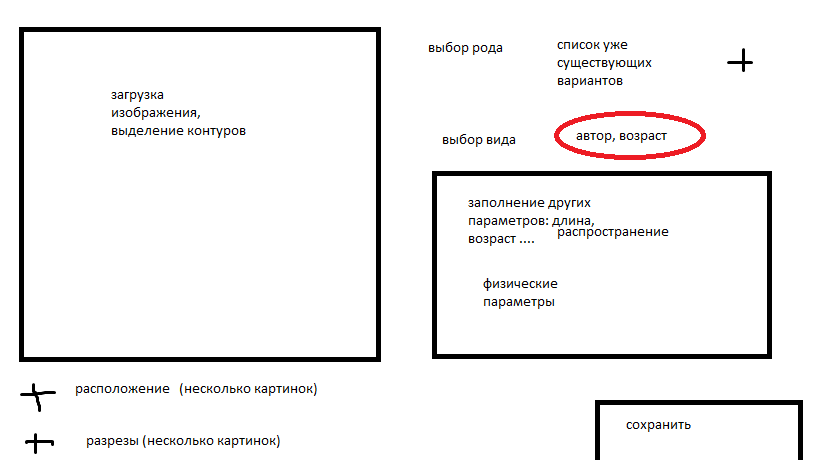 загрузка
изображения,
выделение контуров
выбор рода
список уже
существующих
вариантов
выбор вида
автор, возраст
заполнение других
параметров: длина,
возраст ....
распространение
физические
параметры
расположение (несколько картинок)
разрезы (несколько картинок)
сохранить